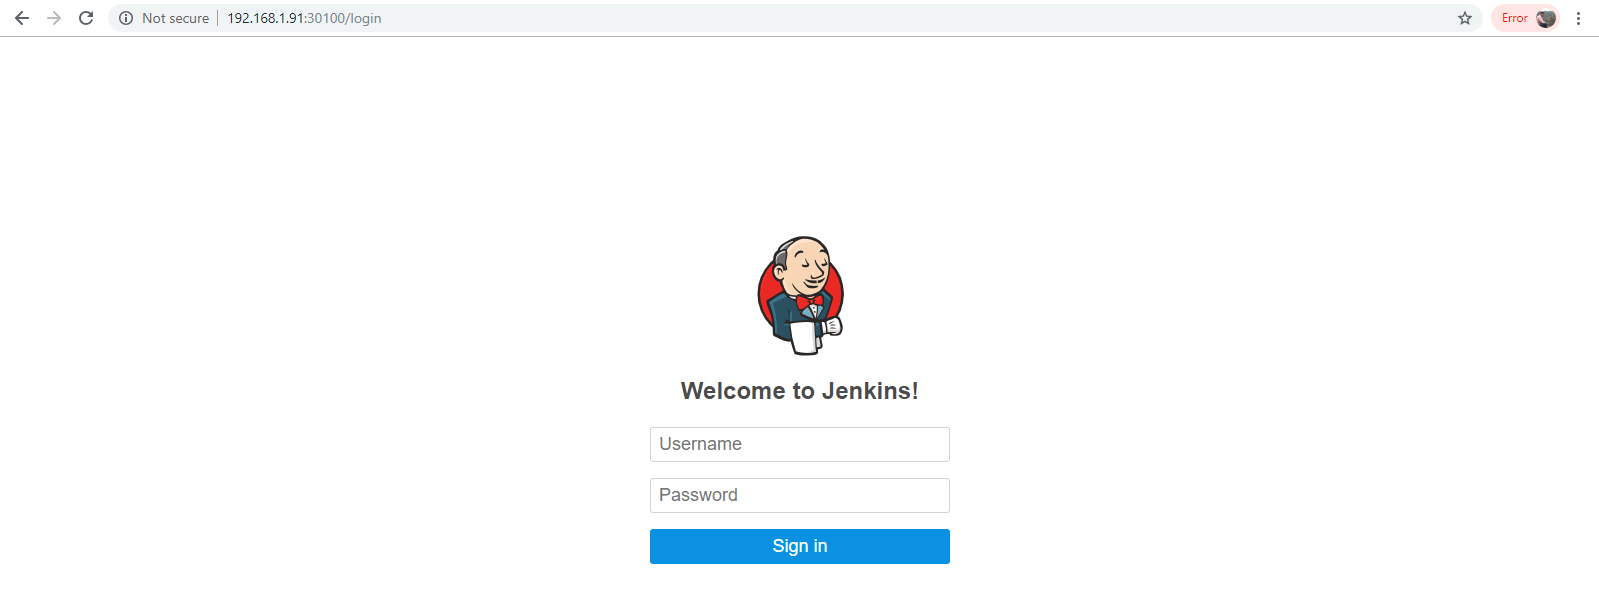 Not secure 192.168.1.91:30100/login Error
Welcome to Jenkins!
Username
Password
Sign in